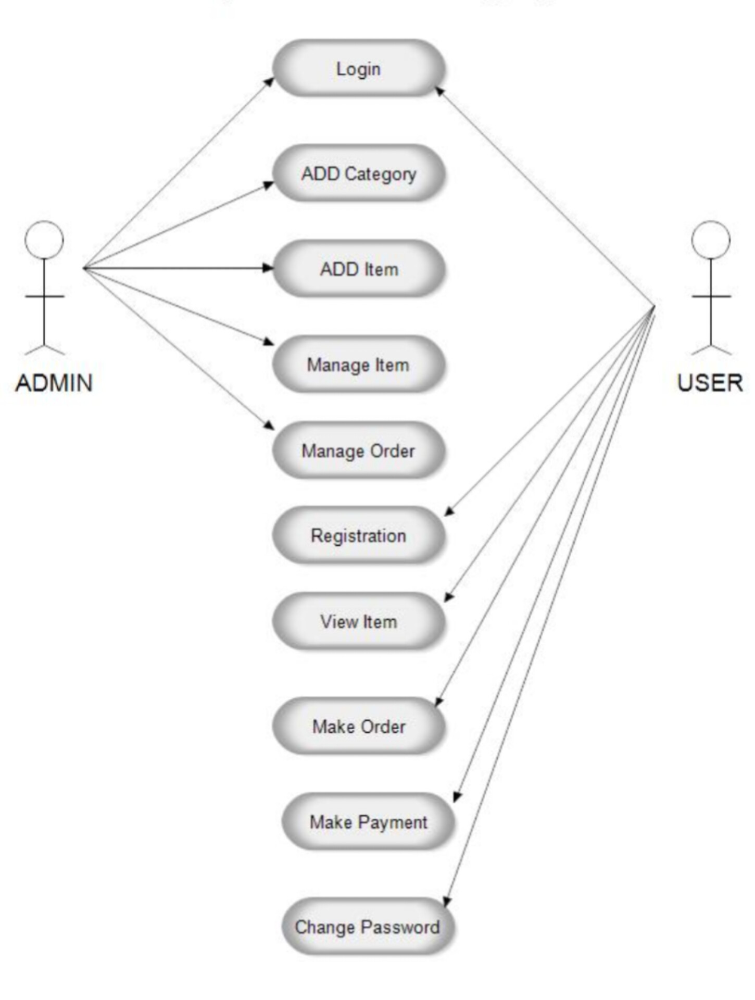 Login
ADD Category
ADD Item
Manage Item
ADMIN
USER
Manage Order
Registration
View Item
Make Order
Make Payment
Change Password